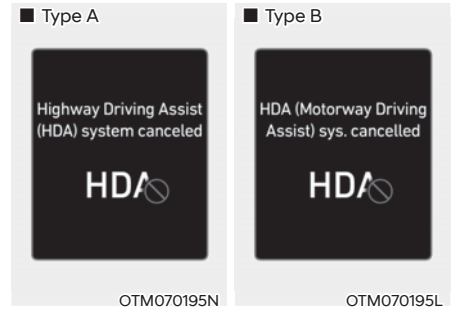 ■ Type A
Highway Driving Assist
(HDA) system canceled
HDA
OTM070195N
■ Type B
HDA (Motorway Driving
Assist) sys. cancelled
HDA
OTM070195L